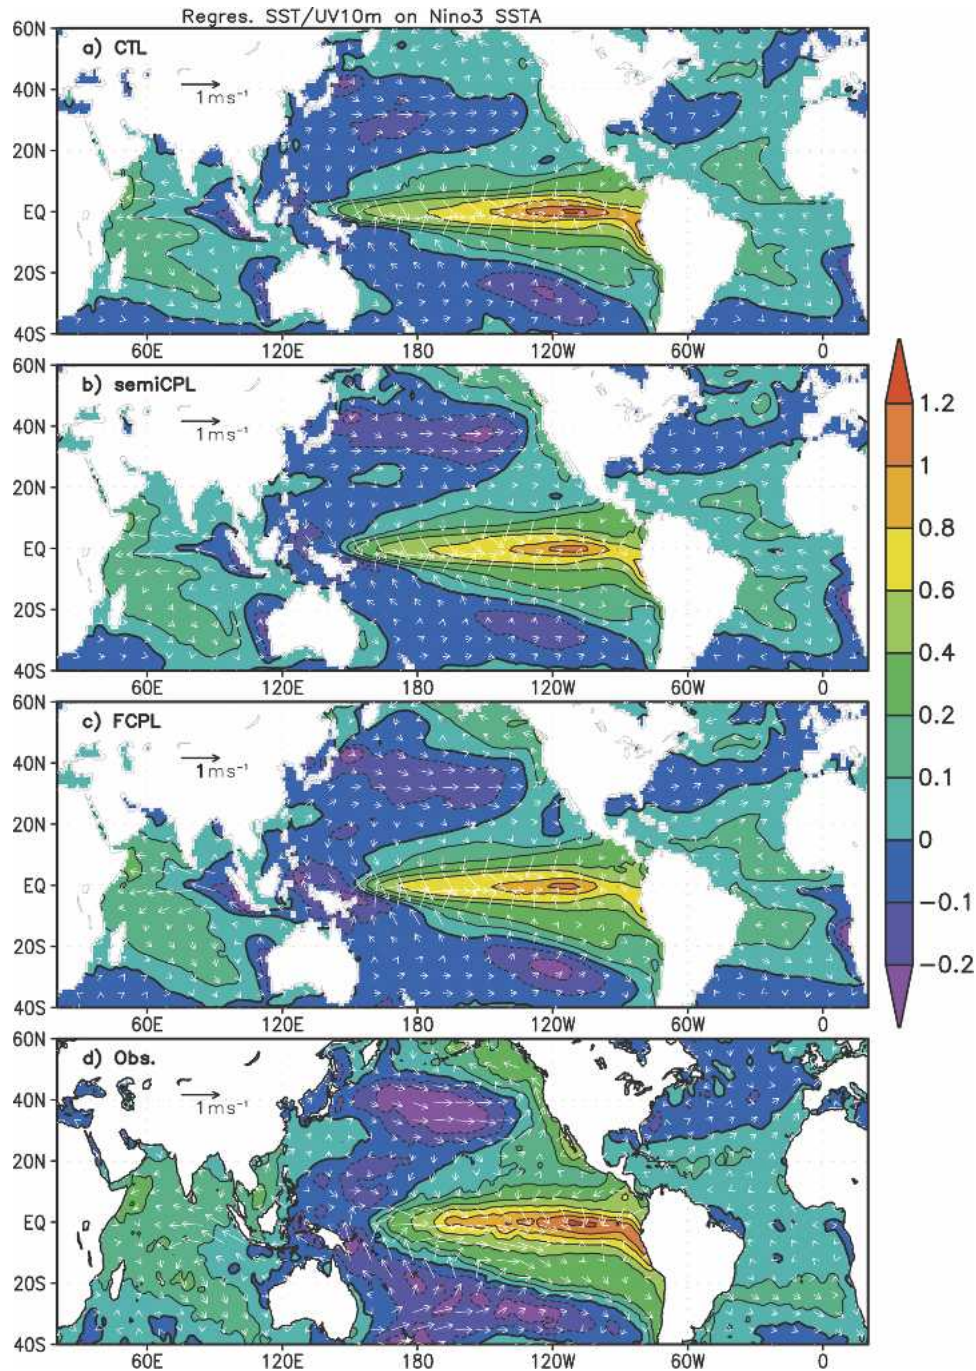 Regres. SST/UV10m on Nino3 SSTA
60N
a) CTL
40N
1ms⁻¹
20N
EQ
20S
40S
60E 120E 180 120W 60W 0
60N
b) semiCPL
40N
1ms⁻¹
20N
EQ
20S
40S
60E 120E 180 120W 60W 0
60N
c) FCPL
40N
1ms⁻¹
20N
EQ
20S
40S
60E 120E 180 120W 60W 0
60N
d) Obs.
40N
1ms⁻¹
20N
EQ
20S
40S
60E 120E 180 120W 60W 0
1.2
1
0.8
0.6
0.4
0.2
0.1
0
−0.1
−0.2